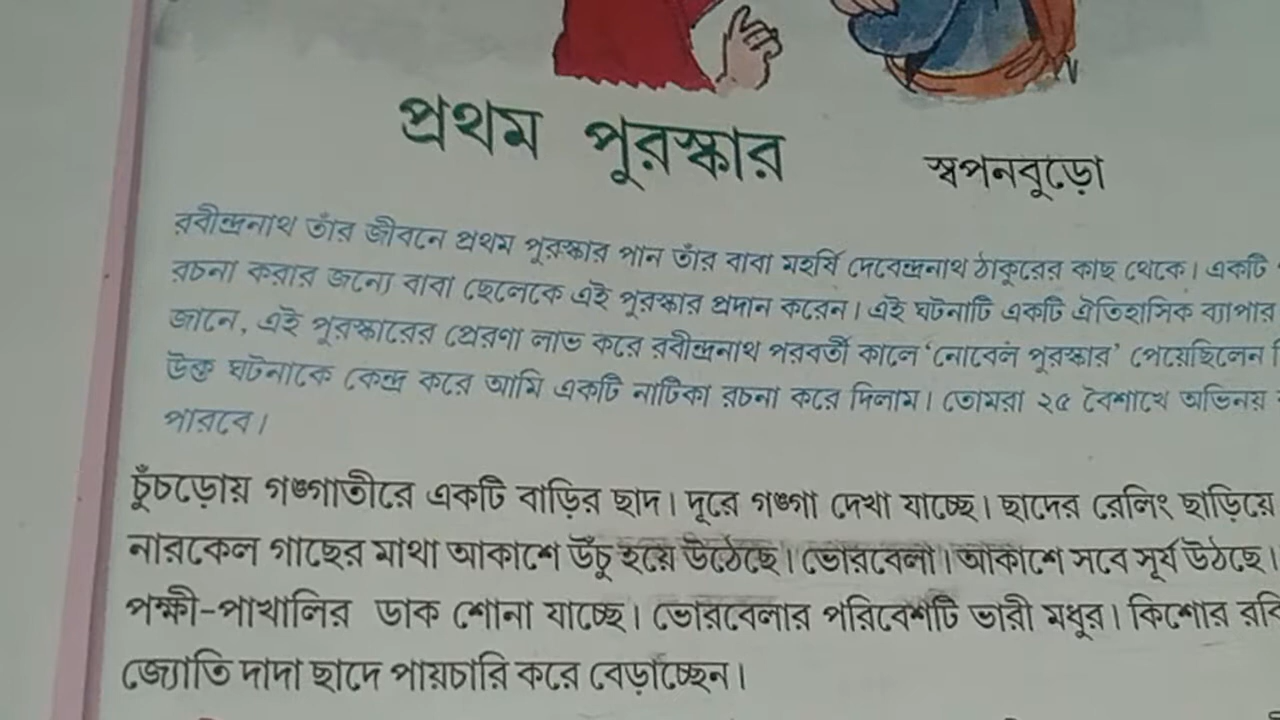 প্রথম পুরস্কার
স্বপনবুড়ো
রবীন্দ্রনাথ তাঁর জীবনে প্রথম পুরস্কার পান তাঁর বাবা মহর্ষি দেবেন্দ্রনাথ ঠাকুরের কাছ থেকে। একটি
রচনা করার জন্যে বাবা ছেলেকে এই পুরস্কার প্রদান করেন। এই ঘটনাটি একটি ঐতিহাসিক ব্যাপার
জানে, এই পুরস্কারের প্রেরণা লাভ করে রবীন্দ্রনাথ পরবর্তী কালে ‘নোবেল পুরস্কার’ পেয়েছিলেন
উক্ত ঘটনাকে কেন্দ্র করে আমি একটি নাটিকা রচনা করে দিলাম। তোমরা ২৫ বৈশাখে অভিনয়
পারবে।
চুঁচড়োয় গঙ্গাতীরে একটি বাড়ির ছাদ। দূরে গঙ্গা দেখা যাচ্ছে। ছাদের রেলিং ছাড়িয়ে
নারকেল গাছের মাথা আকাশে উঁচু হয়ে উঠেছে। ভোরবেলা। আকাশে সবে সূর্য উঠছে।
পক্ষী-পাখালির ডাক শোনা যাচ্ছে। ভোরবেলার পরিবেশটি ভারী মধুর। কিশোর রবি
জ্যোতি দাদা ছাদে পায়চারি করে বেড়াচ্ছেন।